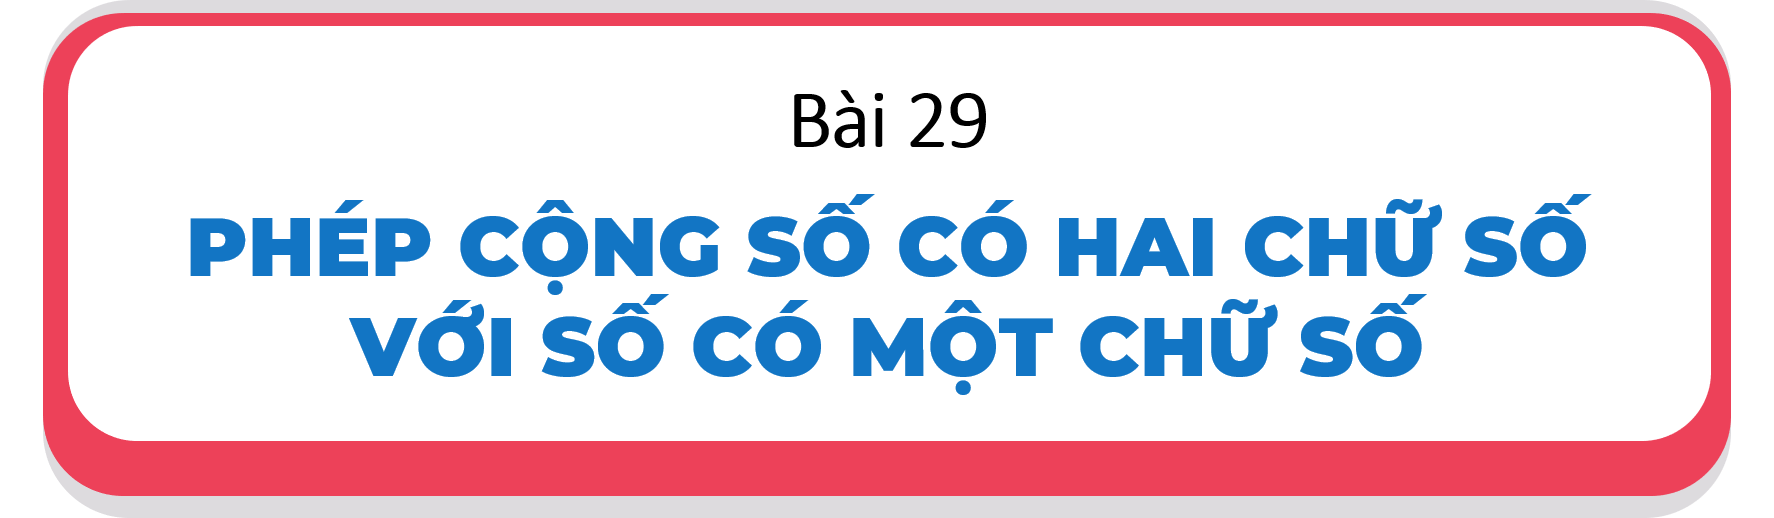 Bài 29
PHÉP CỘNG SỐ CÓ HAI CHỮ SỐ
VỚI SỐ CÓ MỘT CHỮ SỐ